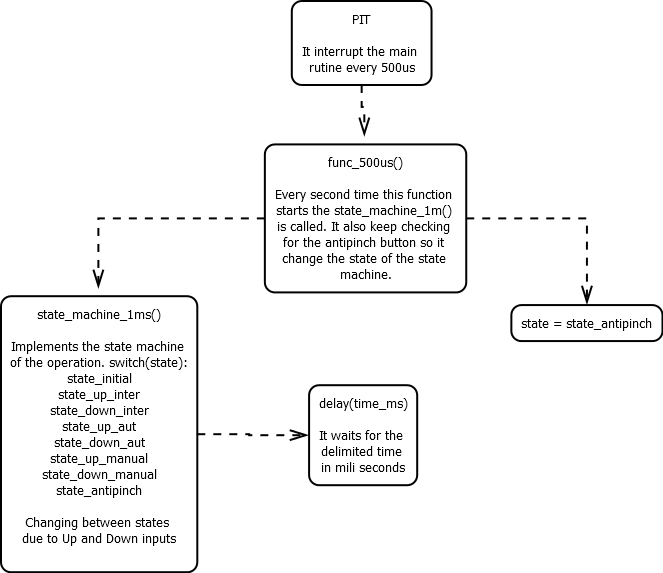 PIT
It interrupt the main
rutine every 500us
func_500us()
Every second time this function
starts the state_machine_1m()
is called. It also keep checking
for the antipinch button so it
change the state of the state
machine.
state_machine_1ms()
Implements the state machine
of the operation. switch(state):
state_initial
state_up_inter
state_down_inter
state_up_aut
state_down_aut
state_up_manual
state_down_manual
state_antipinch
Changing between states
due to Up and Down inputs
state = state_antipinch
delay(time_ms)
It waits for the
delimited time
in mili seconds